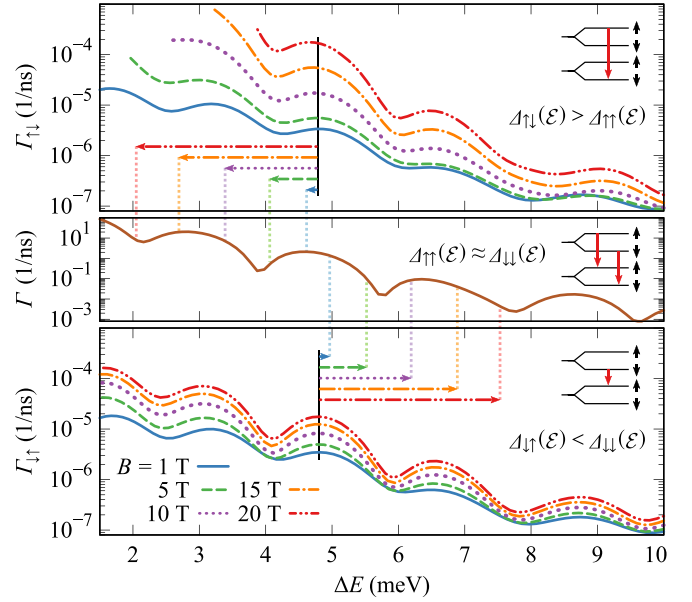 10⁻⁴
10⁻⁵
10⁻⁶
10⁻⁷
Γ↑↓ (1/ns)
Δ↑↓(ℰ) > Δ↑↑(ℰ)
10¹
10⁻¹
10⁻³
Γ (1/ns)
Δ↑↑(ℰ) ≈ Δ↓↓(ℰ)
10⁻⁴
10⁻⁵
10⁻⁶
10⁻⁷
Γ↓↑ (1/ns)
Δ↓↑(ℰ) < Δ↓↓(ℰ)
B = 1 T
5 T 15 T
10 T 20 T
2 3 4 5 6 7 8 9 10
ΔE (meV)